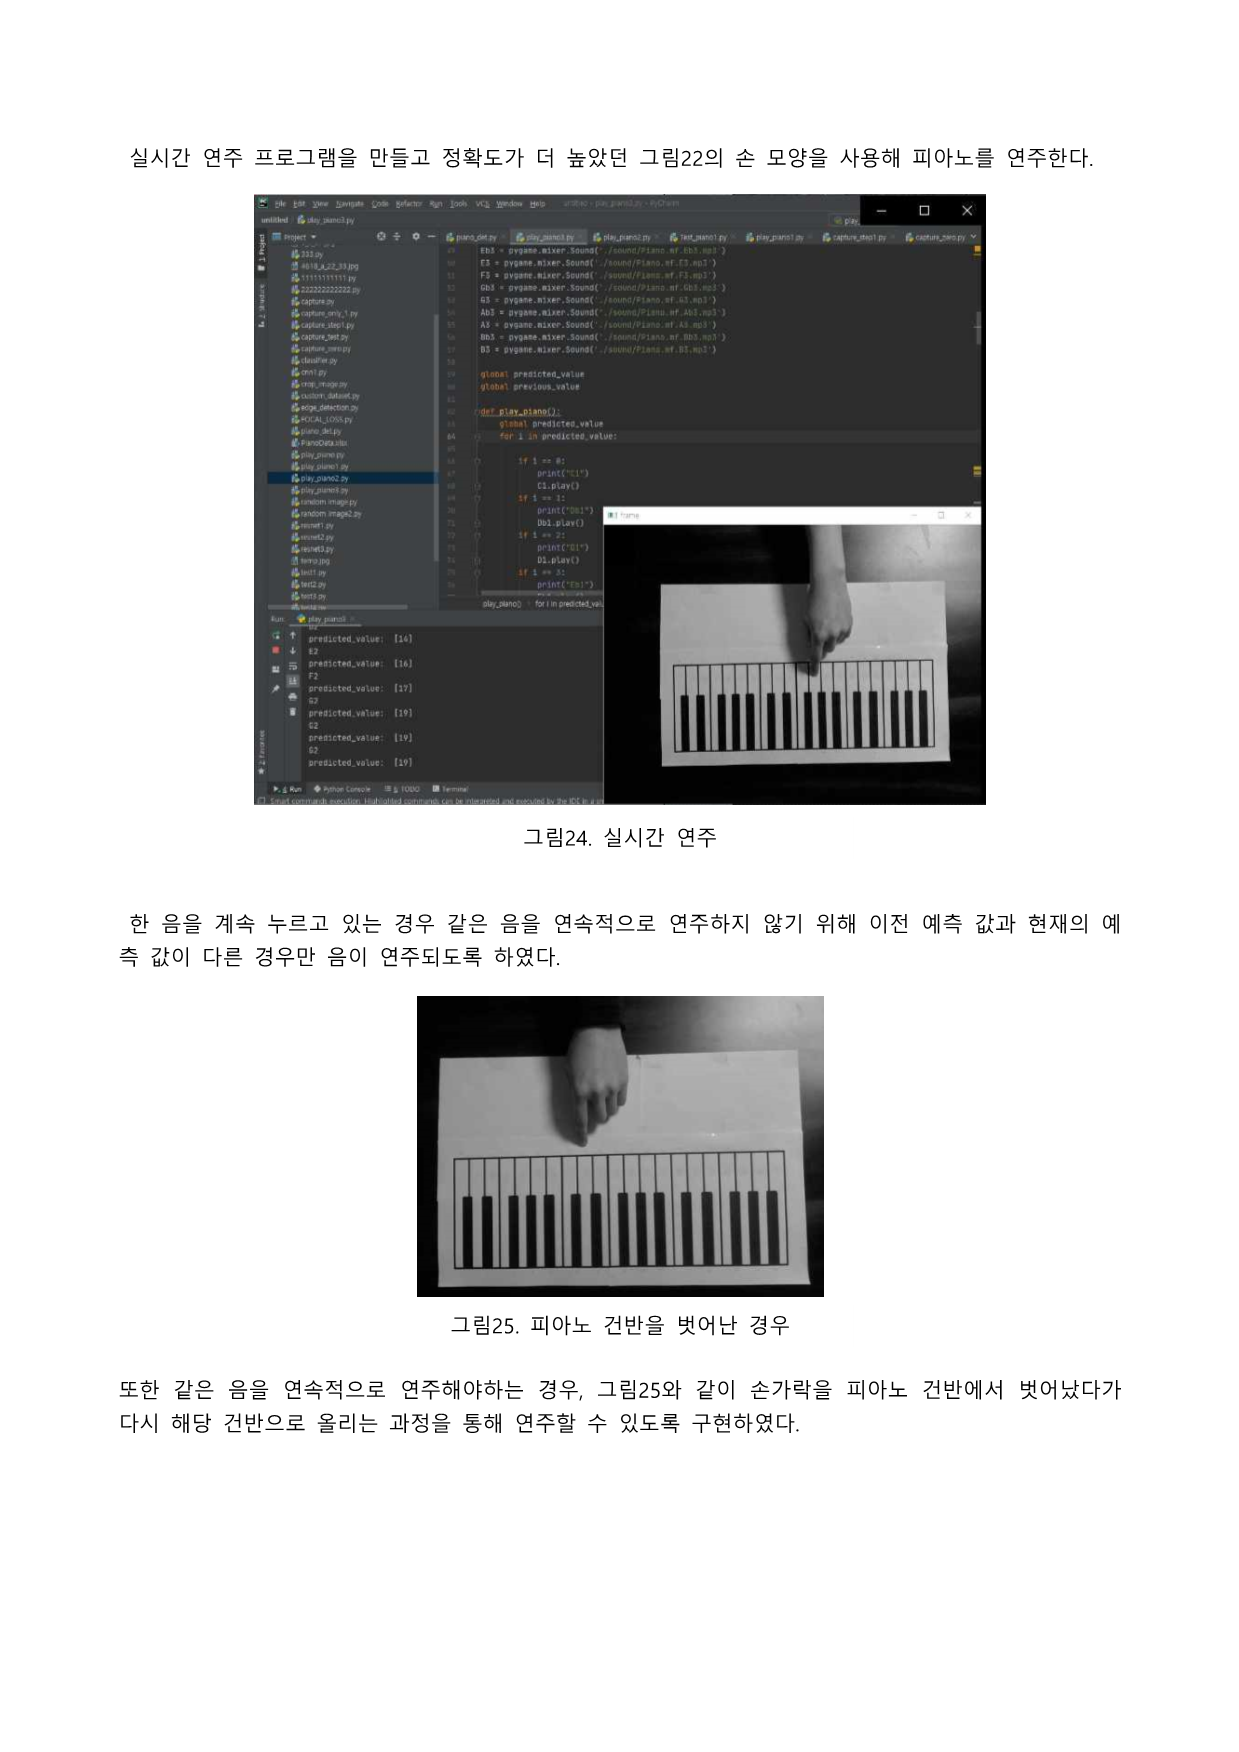 실시간 연주 프로그램을 만들고 정확도가 더 높았던 그림22의 손 모양을 사용해 피아노를 연주한다.
File Edit View Navigate Code Refactor Run Tools VCS Window Help
untitled play_piano3.py
Project
piano_det.py play_piano3.py play_piano2.py Test_piano1.py play_piano1.py capture_step1.py capture_zero.py
333.py
4618_a_22_33.jpg
11111111111.py
222222222222.py
capture.py
capture_only_1.py
capture_step1.py
capture_test.py
capture_zero.py
classifier.py
cnn1.py
crop_image.py
custom_dataset.py
edge_detection.py
FOCAL_LOSS.py
piano_det.py
PianoData.xlsx
play_piano.py
play_piano1.py
play_piano2.py
play_piano3.py
random image.py
random image2.py
resnet1.py
resnet2.py
resnet3.py
temp.jpg
test1.py
test2.py
test3.py
Eb3 = pygame.mixer.Sound('./sound/Piano.mf.Eb3.mp3')
E3 = pygame.mixer.Sound('./sound/Piano.mf.E3.mp3')
F3 = pygame.mixer.Sound('./sound/Piano.mf.F3.mp3')
Gb3 = pygame.mixer.Sound('./sound/Piano.mf.Gb3.mp3')
G3 = pygame.mixer.Sound('./sound/Piano.mf.G3.mp3')
Ab3 = pygame.mixer.Sound('./sound/Piano.mf.Ab3.mp3')
A3 = pygame.mixer.Sound('./sound/Piano.mf.A3.mp3')
Bb3 = pygame.mixer.Sound('./sound/Piano.mf.Bb3.mp3')
B3 = pygame.mixer.Sound('./sound/Piano.mf.B3.mp3')
global predicted_value
global previous_value
def play_piano():
global predicted_value
for i in predicted_value:
if i == 0:
print("C1")
C1.play()
if i == 1:
print("Db1")
Db1.play()
if i == 2:
print("D1")
D1.play()
if i == 3:
print("Eb1")
play_piano() for i in predicted_valu
frame
Run: play_piano3
predicted_value: [14]
E2
predicted_value: [16]
F2
predicted_value: [17]
G2
predicted_value: [19]
G2
predicted_value: [19]
G2
predicted_value: [19]
4: Run Python Console 6: TODO Terminal
Smart commands execution: Highlighted commands can be interpreted and executed by the IDE in a
그림24. 실시간 연주
한 음을 계속 누르고 있는 경우 같은 음을 연속적으로 연주하지 않기 위해 이전 예측 값과 현재의 예
측 값이 다른 경우만 음이 연주되도록 하였다.
그림25. 피아노 건반을 벗어난 경우
또한 같은 음을 연속적으로 연주해야하는 경우, 그림25와 같이 손가락을 피아노 건반에서 벗어났다가
다시 해당 건반으로 올리는 과정을 통해 연주할 수 있도록 구현하였다.